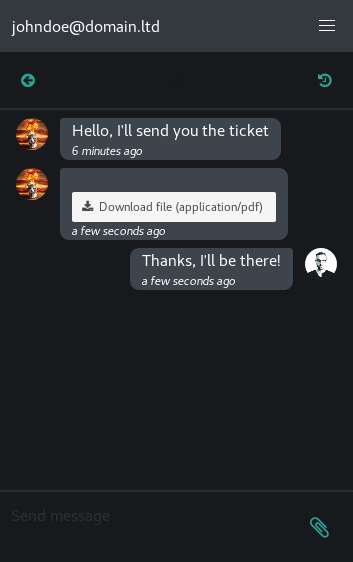 johndoe@domain.ltd
Hello, I'll send you the ticket
6 minutes ago
Download file (application/pdf)
a few seconds ago
Thanks, I'll be there!
a few seconds ago
Send message